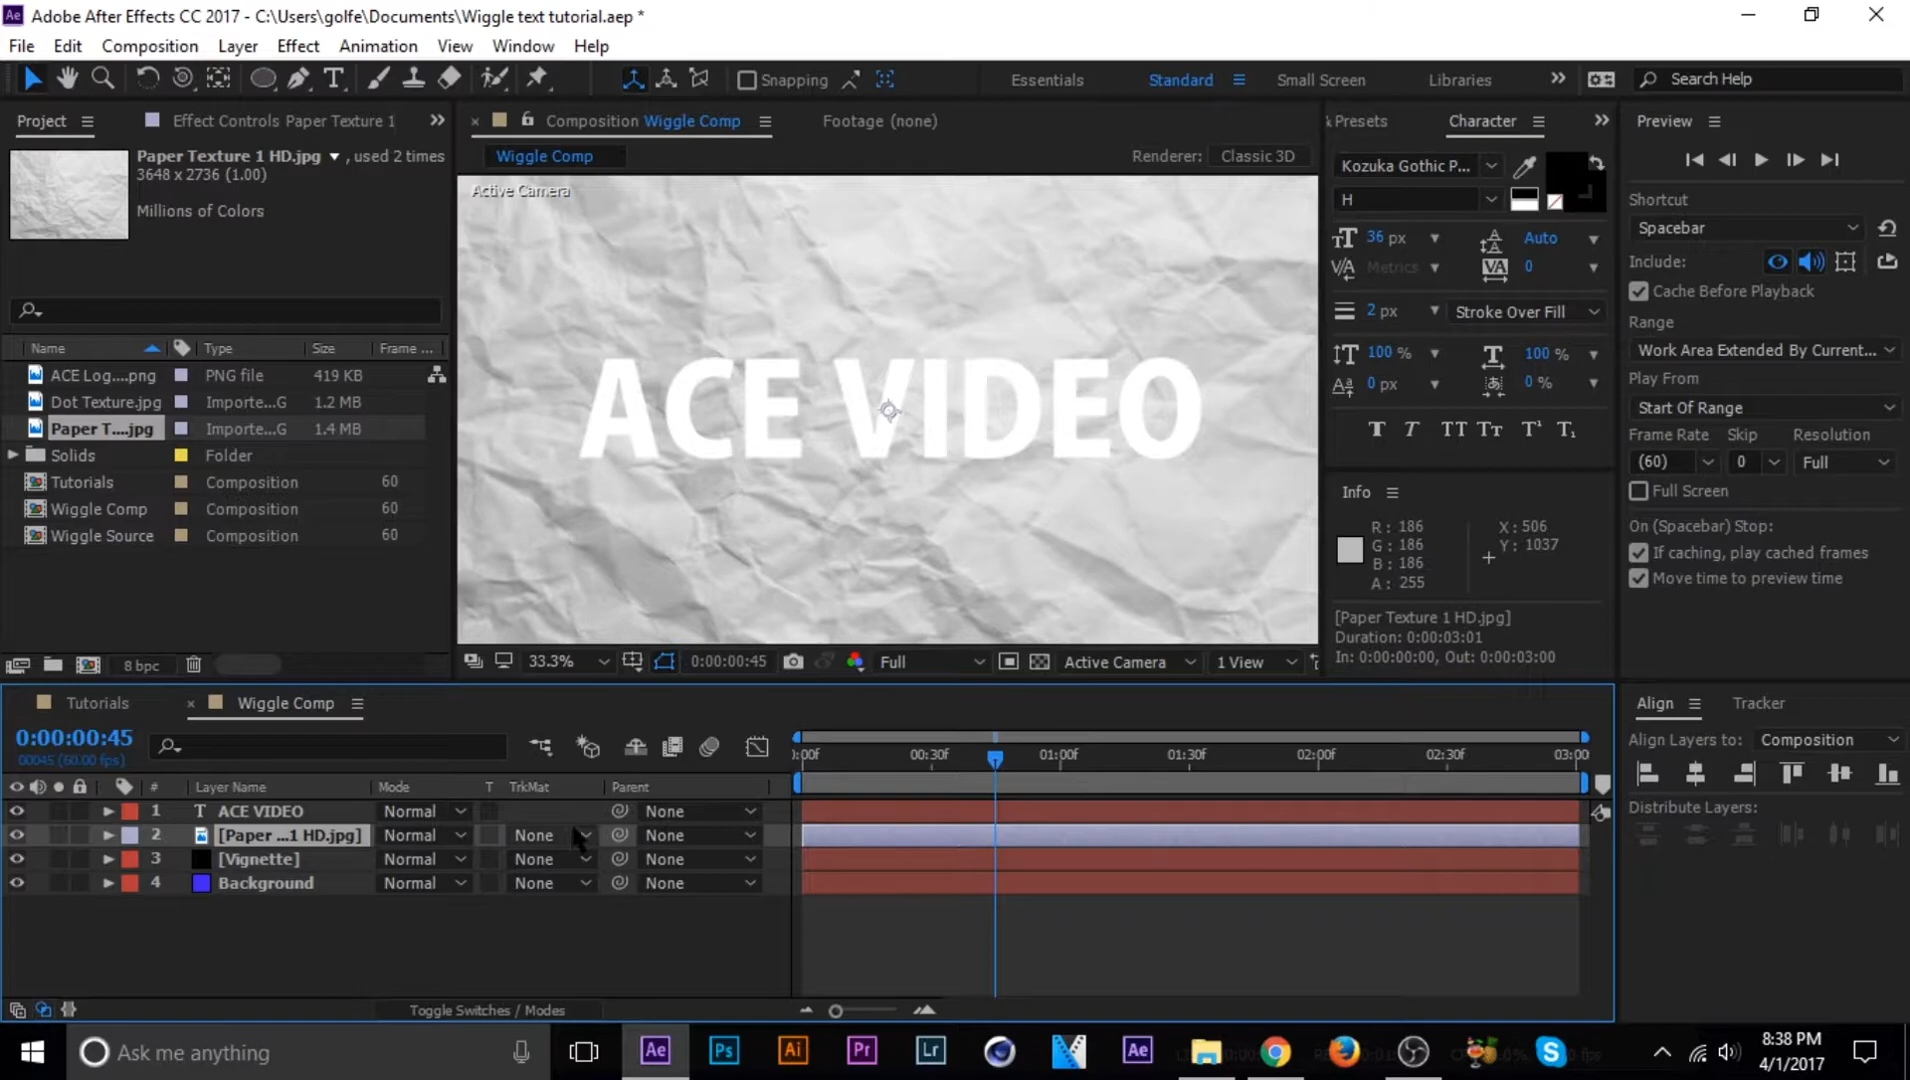 Adobe After Effects CC 2017 - C:\Users\golfe\Documents\Wiggle text tutorial.aep *
File Edit Composition Layer Effect Animation View Window Help
Snapping
Essentials Standard Small Screen Libraries
Search Help
Project
Effect Controls Paper Texture 1
Paper Texture 1 HD.jpg , used 2 times
3648 x 2736 (1.00)
Millions of Colors
Name Type Size Frame ...
ACE Log....png PNG file 419 KB
Dot Texture.jpg Importe...G 1.2 MB
Paper T....jpg Importe...G 1.4 MB
Solids Folder
Tutorials Composition 60
Wiggle Comp Composition 60
Wiggle Source Composition 60
8 bpc
Composition Wiggle Comp
Footage (none)
Wiggle Comp
Renderer: Classic 3D
Active Camera
ACE VIDEO
33.3% 0:00:00:45 Full Active Camera 1 View
& Presets Character
Kozuka Gothic P...
H
36 px Auto
Metrics 0
2 px Stroke Over Fill
100 % 100 %
0 px 0 %
T T TT Tr T¹ T₁
Info
R: 186
G: 186
B: 186
A: 255
X: 506
Y: 1037
[Paper Texture 1 HD.jpg]
Duration: 0:00:03:01
In: 0:00:00:00, Out: 0:00:03:00
Preview
Shortcut
Spacebar
Include:
Cache Before Playback
Range
Work Area Extended By Current...
Play From
Start Of Range
Frame Rate Skip Resolution
(60) 0 Full
Full Screen
On (Spacebar) Stop:
If caching, play cached frames
Move time to preview time
Tutorials Wiggle Comp
0:00:00:45
00045 (60.00 fps)
# Layer Name Mode T TrkMat Parent
1 T ACE VIDEO Normal None
2 [Paper ...1 HD.jpg] Normal None None
3 [Vignette] Normal None None
4 Background Normal None None
:00f 00:30f 01:00f 01:30f 02:00f 02:30f 03:00
Toggle Switches / Modes
Align Tracker
Align Layers to: Composition
Distribute Layers:
Ask me anything
Ae Ps Ai Pr Lr Ae
8:38 PM
4/1/2017